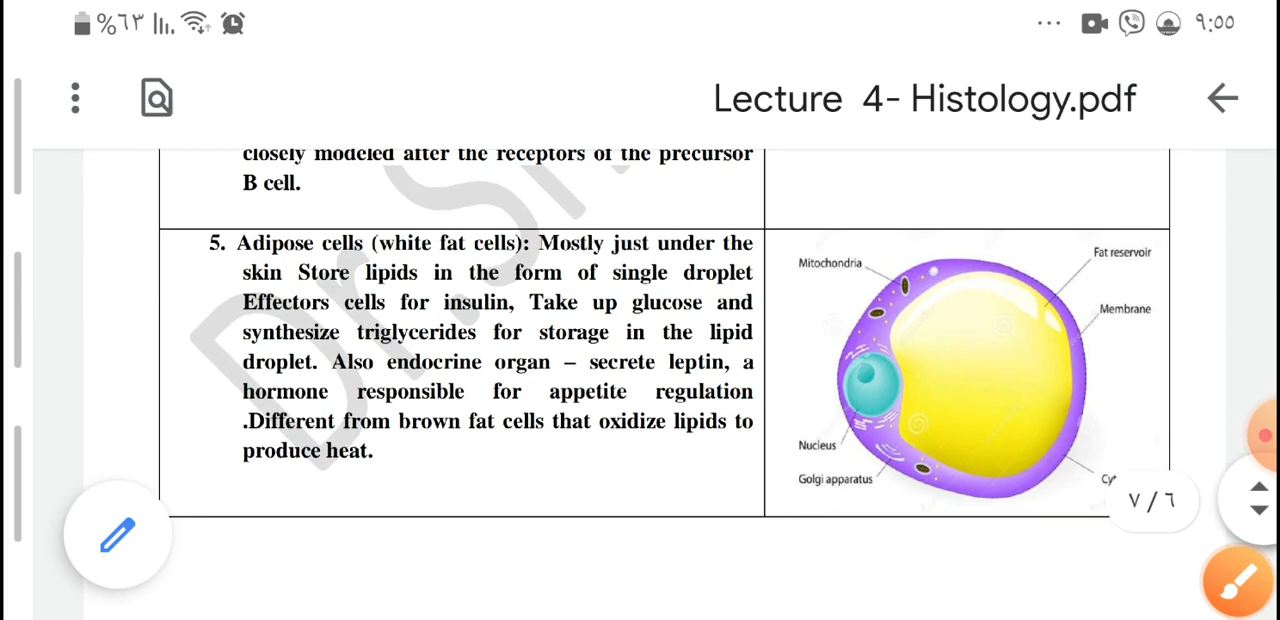 %٦٣
٩:٥٥
Lecture 4- Histology.pdf
closely modeled after the receptors of the precursor
B cell.
5. Adipose cells (white fat cells): Mostly just under the
skin Store lipids in the form of single droplet
Effectors cells for insulin, Take up glucose and
synthesize triglycerides for storage in the lipid
droplet. Also endocrine organ – secrete leptin, a
hormone responsible for appetite regulation
.Different from brown fat cells that oxidize lipids to
produce heat.
Mitochondria
Fat reservoir
Membrane
Nucleus
Golgi apparatus
Cy
٧ / ٦